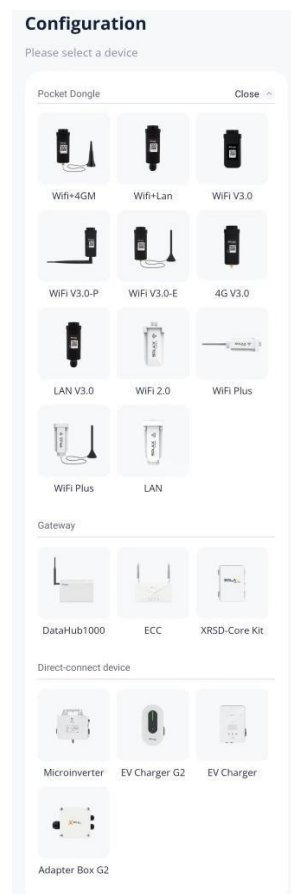 Configuration
Please select a device
Pocket Dongle Close
Wifi+4GM Wifi+Lan WiFi V3.0
WiFi V3.0-P WiFi V3.0-E 4G V3.0
LAN V3.0 WiFi 2.0 WiFi Plus
WiFi Plus LAN
Gateway
DataHub1000 ECC XRSD-Core Kit
Direct-connect device
Microinverter EV Charger G2 EV Charger
Adapter Box G2